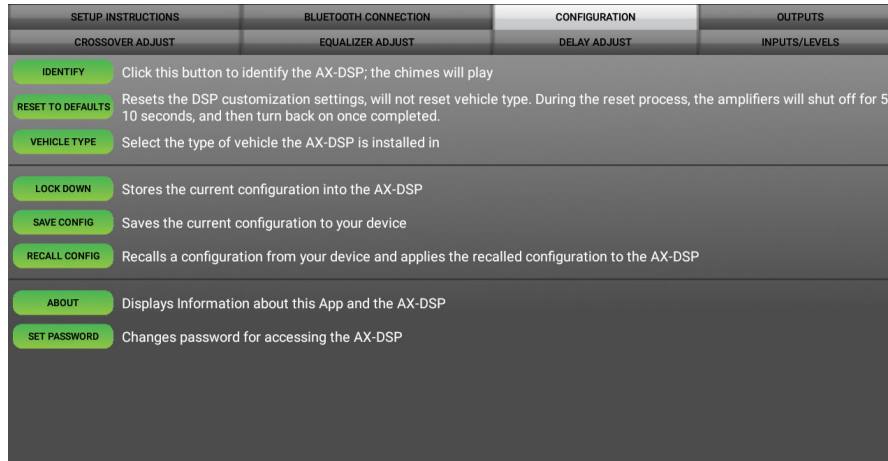 SETUP INSTRUCTIONS BLUETOOTH CONNECTION CONFIGURATION OUTPUTS
CROSSOVER ADJUST EQUALIZER ADJUST DELAY ADJUST INPUTS/LEVELS
IDENTIFY Click this button to identify the AX-DSP; the chimes will play
RESET TO DEFAULTS Resets the DSP customization settings, will not reset vehicle type. During the reset process, the amplifiers will shut off for 5
10 seconds, and then turn back on once completed.
VEHICLE TYPE Select the type of vehicle the AX-DSP is installed in
LOCK DOWN Stores the current configuration into the AX-DSP
SAVE CONFIG Saves the current configuration to your device
RECALL CONFIG Recalls a configuration from your device and applies the recalled configuration to the AX-DSP
ABOUT Displays Information about this App and the AX-DSP
SET PASSWORD Changes password for accessing the AX-DSP